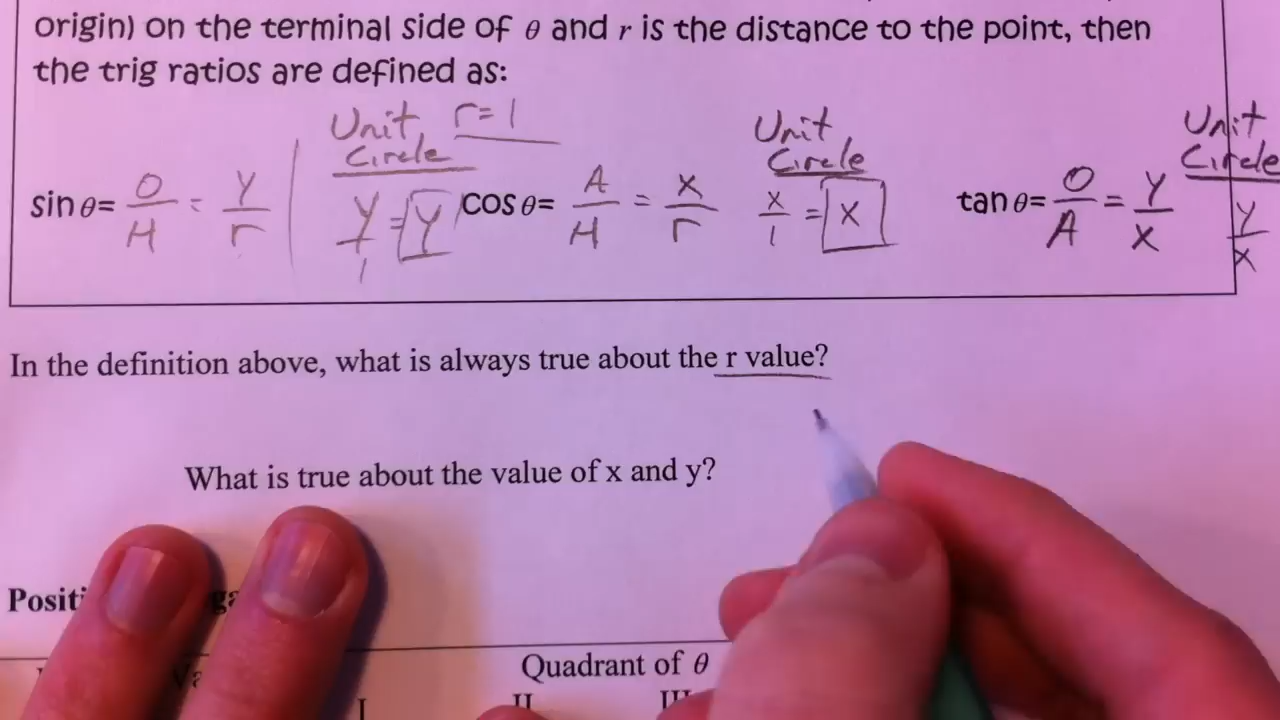 origin) on the terminal side of θ and r is the distance to the point, then
the trig ratios are defined as:
Unit r=1 Unit Unit
Circle Circle Circle
sin θ= O/H = y/r y/1 = y cos θ= A/H = x/r x/1 = x tan θ= O/A = y/x y/x
In the definition above, what is always true about the r value?
What is true about the value of x and y?
Quadrant of θ
I II III